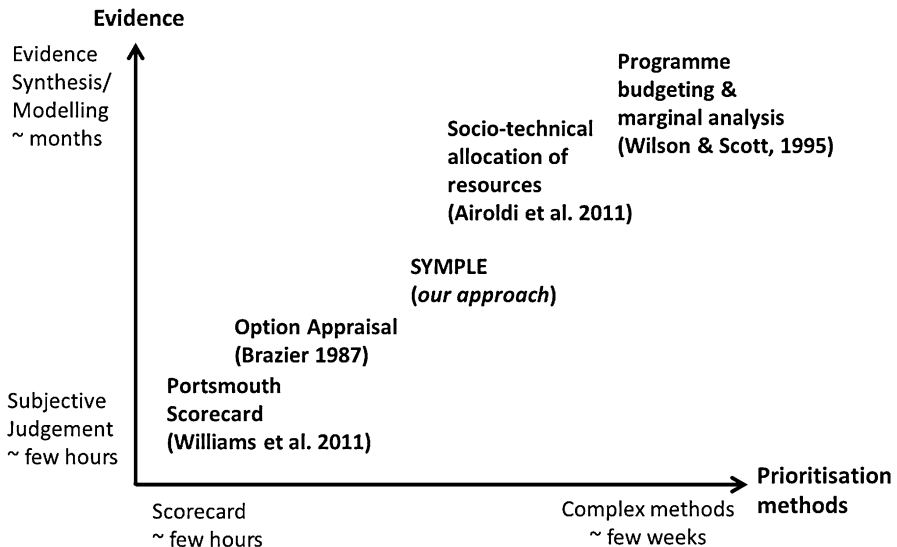 Evidence
Evidence
Synthesis/
Modelling
~ months
Programme
budgeting &
marginal analysis
(Wilson & Scott, 1995)
Socio-technical
allocation of
resources
(Airoldi et al. 2011)
SYMPLE
(our approach)
Option Appraisal
(Brazier 1987)
Portsmouth
Scorecard
(Williams et al. 2011)
Subjective
Judgement
~ few hours
Prioritisation
methods
Scorecard
~ few hours
Complex methods
~ few weeks